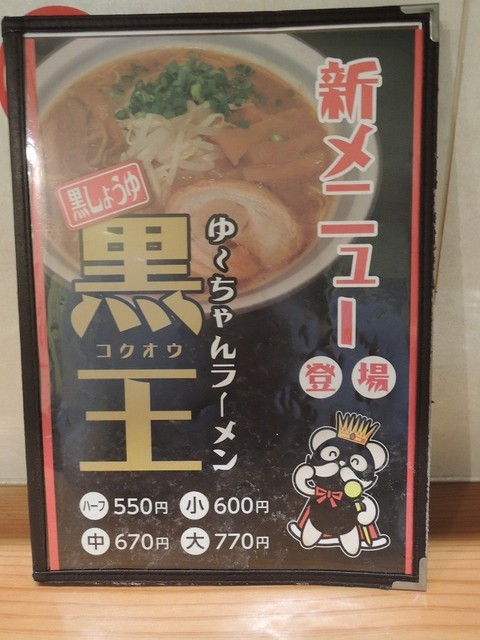 新メニュー
登場
黒しょうゆ
ゆ〜ちゃんラーメン
黒王
コクオウ
ハーフ 550円 小 600円
中 670円 大 770円